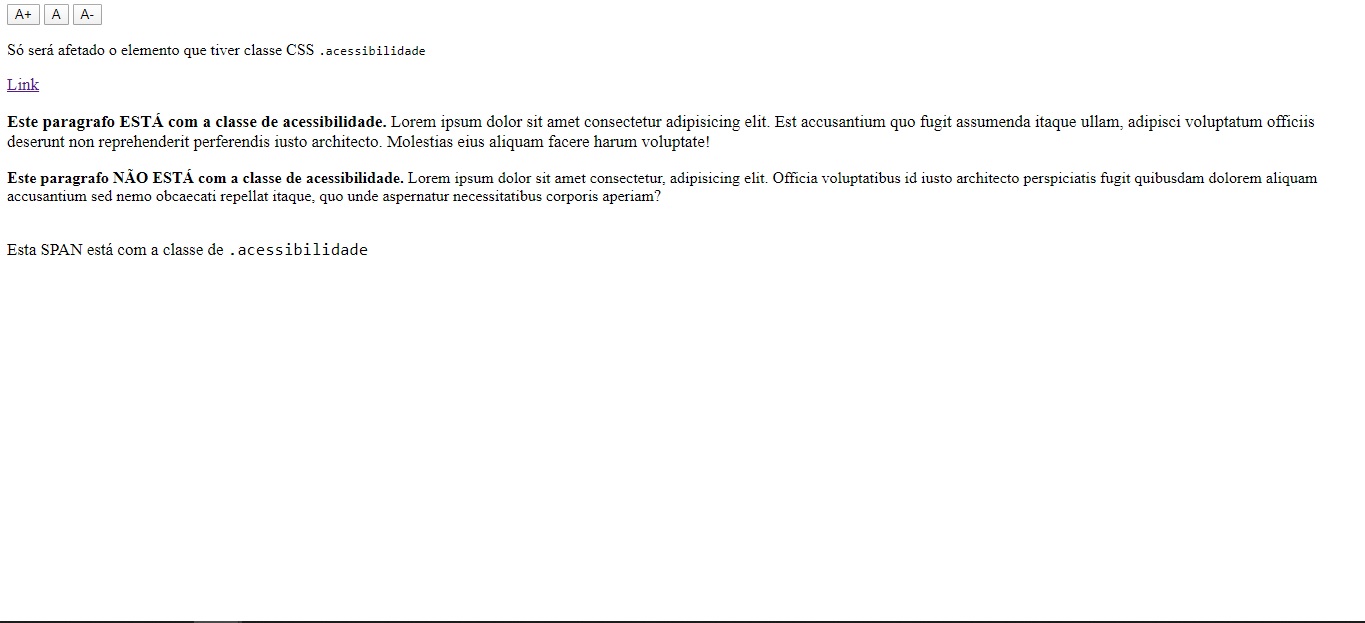 A+ A A-
Só será afetado o elemento que tiver classe CSS .acessibilidade
Link
Este paragrafo ESTÁ com a classe de acessibilidade. Lorem ipsum dolor sit amet consectetur adipisicing elit. Est accusantium quo fugit assumenda itaque ullam, adipisci voluptatum officiis
deserunt non reprehenderit perferendis iusto architecto. Molestias eius aliquam facere harum voluptate!
Este paragrafo NÃO ESTÁ com a classe de acessibilidade. Lorem ipsum dolor sit amet consectetur, adipisicing elit. Officia voluptatibus id iusto architecto perspiciatis fugit quibusdam dolorem aliquam
accusantium sed nemo obcaecati repellat itaque, quo unde aspernatur necessitatibus corporis aperiam?
Esta SPAN está com a classe de .acessibilidade